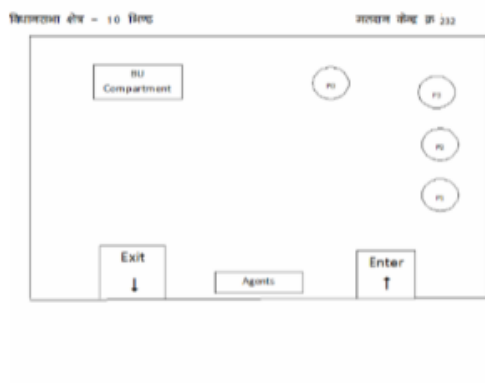 विधानसभा क्षेत्र - 10 भिण्ड
मतदान केन्द्र क्र 232
BU
Compartment
Exit
↓
Agents
Enter
↑